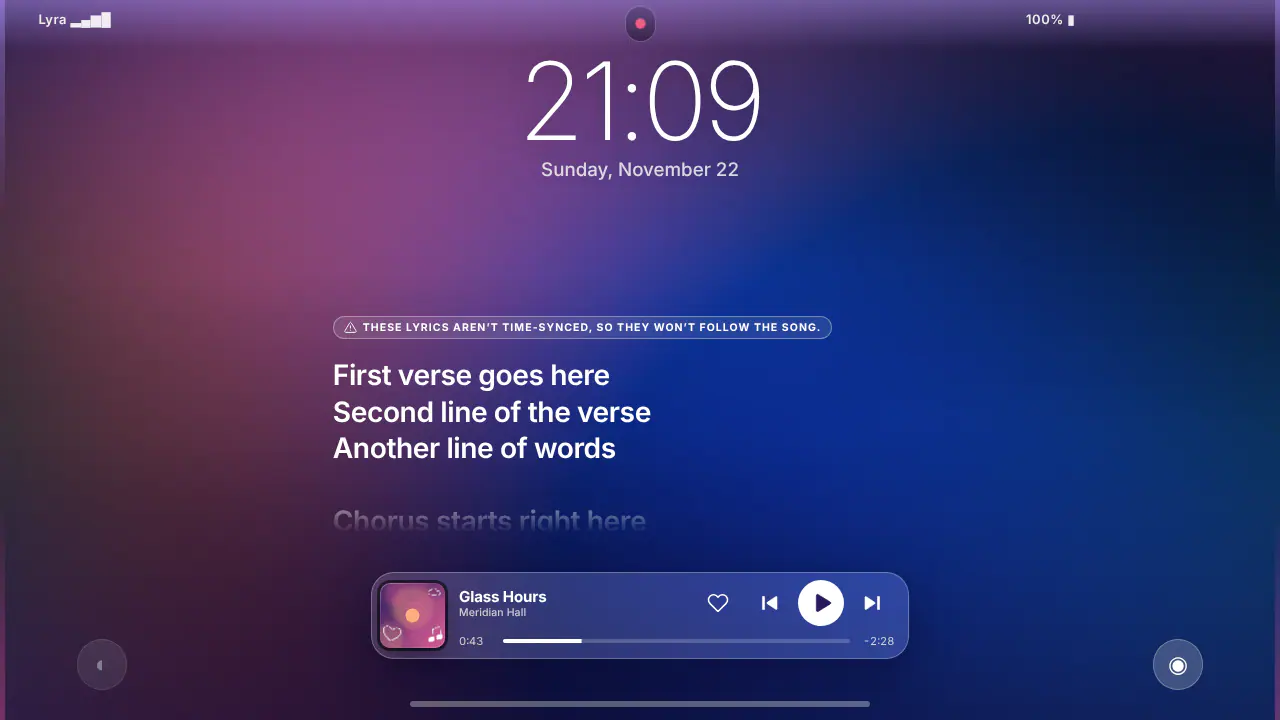 Lyra
100%
21:09
Sunday, November 22
THESE LYRICS AREN'T TIME-SYNCED, SO THEY WON'T FOLLOW THE SONG.
First verse goes here
Second line of the verse
Another line of words
Chorus starts right here
Glass Hours
Meridian Hall
0:43
-2:28